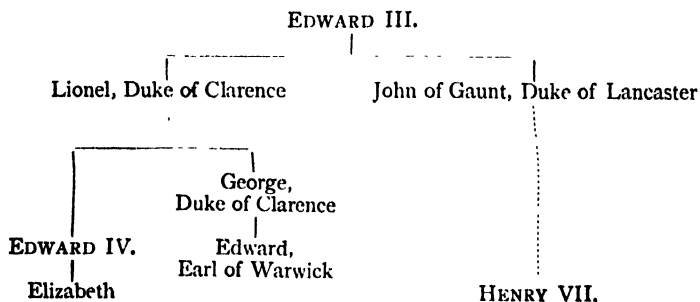 EDWARD III.
Lionel, Duke of Clarence
John of Gaunt, Duke of Lancaster
George,
Duke of Clarence
EDWARD IV.
Edward,
Earl of Warwick
Elizabeth
HENRY VII.